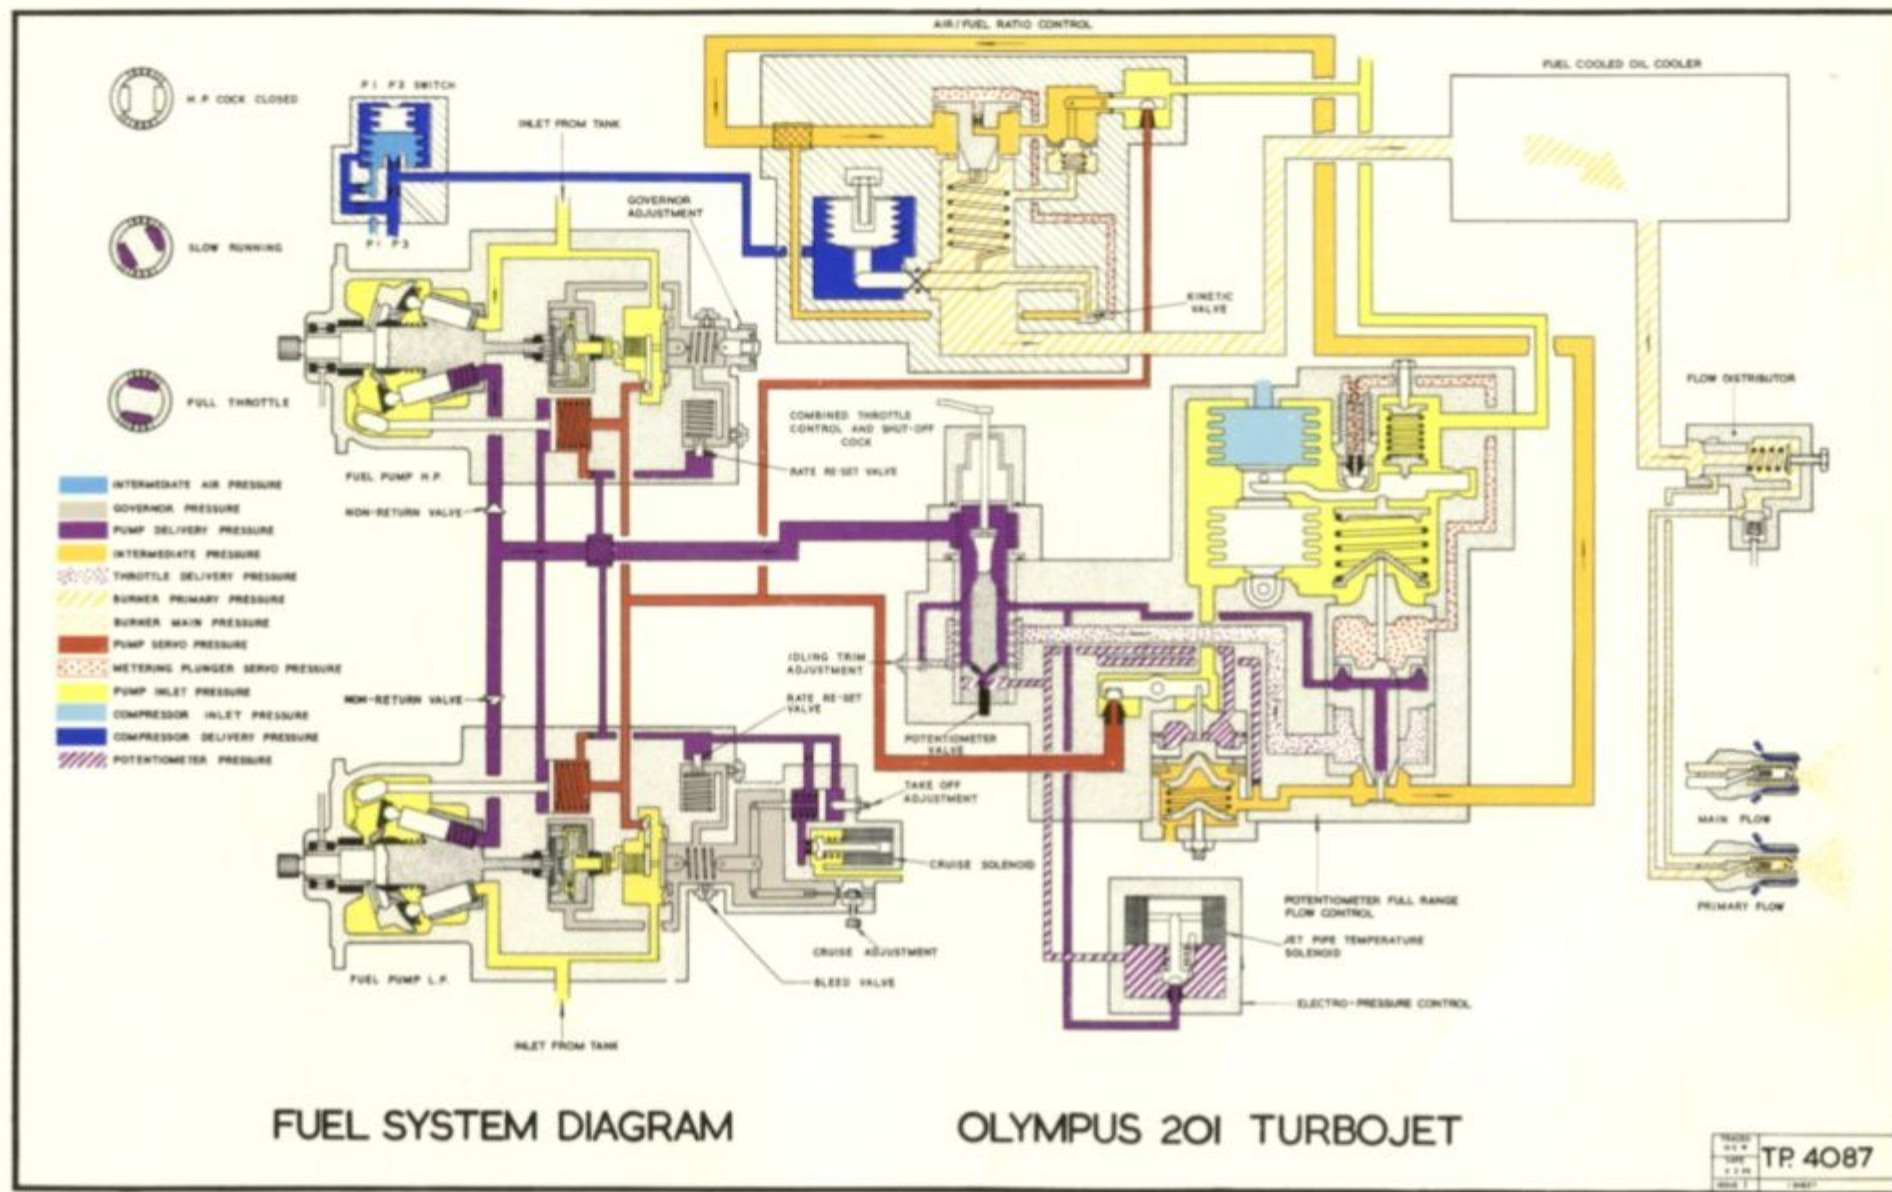 AIR/FUEL RATIO CONTROL
FUEL COOLED OIL COOLER
H.P COCK CLOSED
P1 P3 SWITCH
INLET FROM TANK
GOVERNOR
ADJUSTMENT
SLOW RUNNING
P1 P3
KINETIC
VALVE
FULL THROTTLE
FLOW DISTRIBUTOR
COMBINED THROTTLE
CONTROL AND SHUT-OFF
COCK
RATE RE-SET VALVE
FUEL PUMP H.P.
NON-RETURN VALVE
INTERMEDIATE AIR PRESSURE
GOVERNOR PRESSURE
PUMP DELIVERY PRESSURE
INTERMEDIATE PRESSURE
THROTTLE DELIVERY PRESSURE
BURNER PRIMARY PRESSURE
BURNER MAIN PRESSURE
PUMP SERVO PRESSURE
METERING PLUNGER SERVO PRESSURE
PUMP INLET PRESSURE
COMPRESSOR INLET PRESSURE
COMPRESSOR DELIVERY PRESSURE
POTENTIOMETER PRESSURE
IDLING TRIM
ADJUSTMENT
NON-RETURN VALVE
RATE RE-SET
VALVE
POTENTIOMETER
VALVE
TAKE OFF
ADJUSTMENT
MAIN FLOW
CRUISE SOLENOID
PRIMARY FLOW
POTENTIOMETER FULL RANGE
FLOW CONTROL
JET PIPE TEMPERATURE
SOLENOID
CRUISE ADJUSTMENT
FUEL PUMP L.P.
BLEED VALVE
ELECTRO-PRESSURE CONTROL
INLET FROM TANK
FUEL SYSTEM DIAGRAM
OLYMPUS 201 TURBOJET
TRACED
DATE
TP. 4087
ISSUE 1
1 SHEET